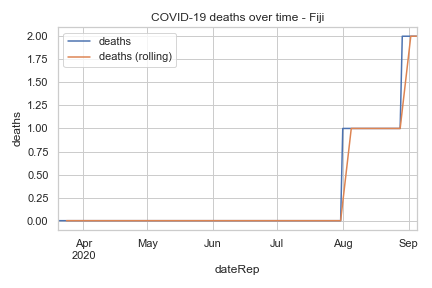 COVID-19 deaths over time - Fiji
deaths
deaths (rolling)
2.00
1.75
1.50
1.25
1.00
0.75
0.50
0.25
0.00
deaths
Apr
2020
May
Jun
Jul
Aug
Sep
dateRep